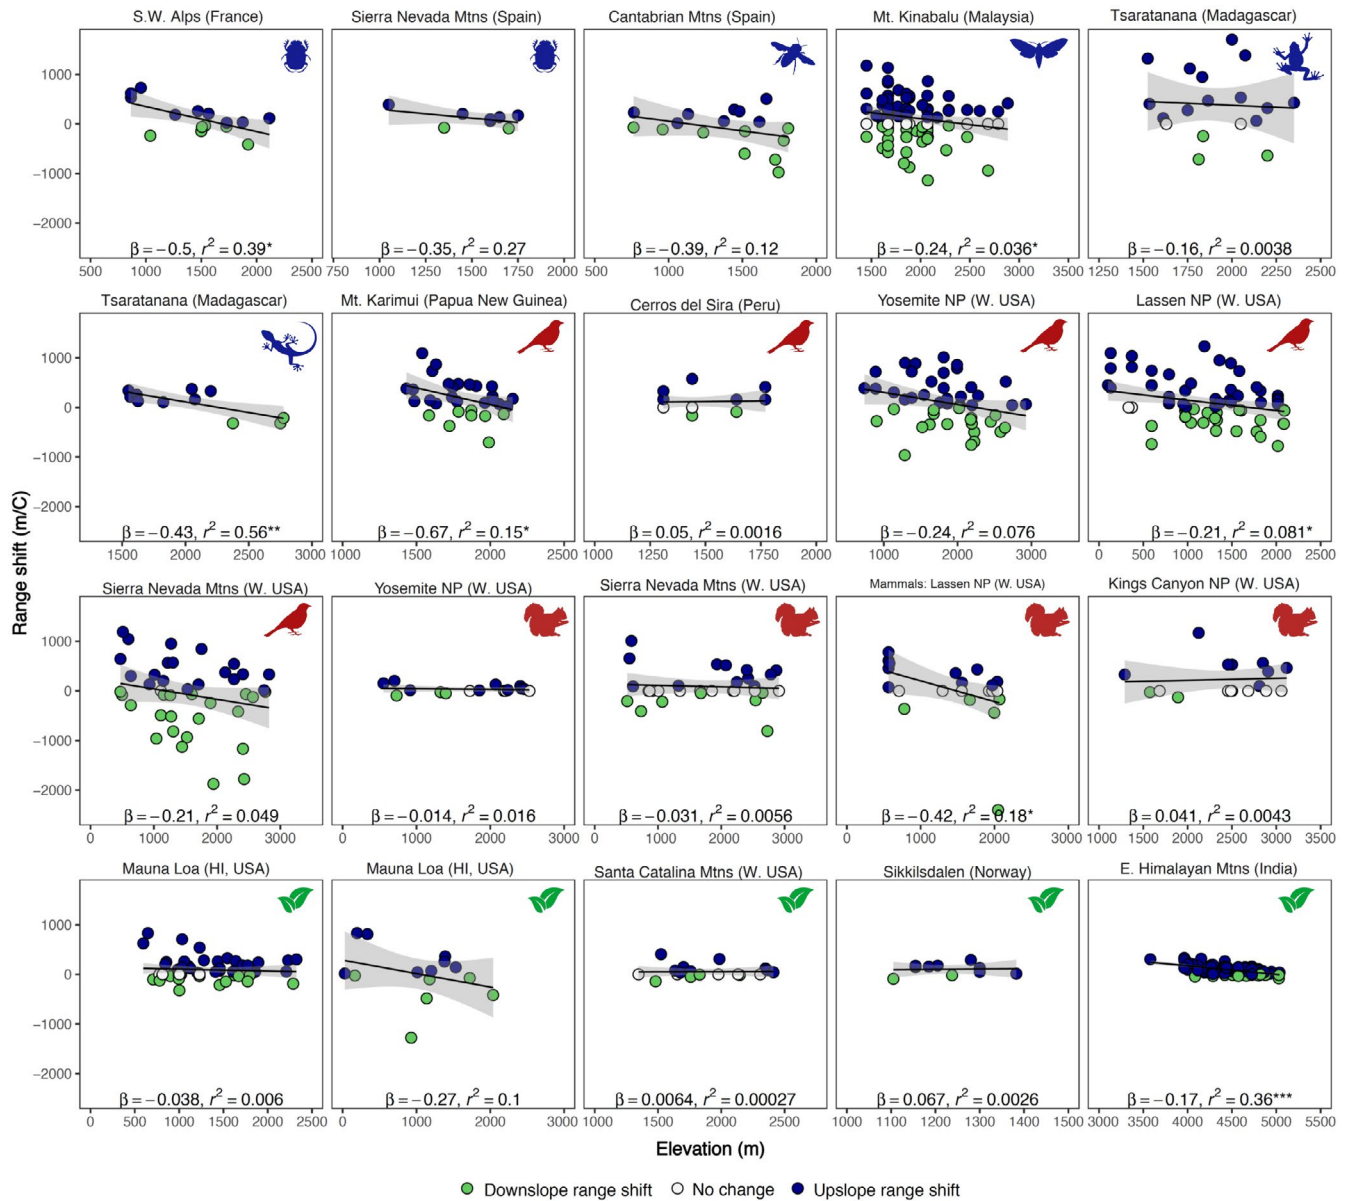 S.W. Alps (France)
Sierra Nevada Mtns (Spain)
Cantabrian Mtns (Spain)
Mt. Kinabalu (Malaysia)
Tsaratanana (Madagascar)
1000
0
−1000
−2000
β = −0.5, r² = 0.39*
β = −0.35, r² = 0.27
β = −0.39, r² = 0.12
β = −0.24, r² = 0.036*
β = −0.16, r² = 0.0038
500 1000 1500 2000 2500
750 1000 1250 1500 1750 2000
500 1000 1500 2000
1500 2000 2500 3000 3500
1250 1500 1750 2000 2250 2500
Tsaratanana (Madagascar)
Mt. Karimui (Papua New Guinea)
Cerros del Sira (Peru)
Yosemite NP (W. USA)
Lassen NP (W. USA)
1000
0
−1000
−2000
β = −0.43, r² = 0.56**
β = −0.67, r² = 0.15*
β = 0.05, r² = 0.0016
β = −0.24, r² = 0.076
β = −0.21, r² = 0.081*
1500 2000 2500 3000
1000 1500 2000 2500
1000 1250 1500 1750 2000
1000 2000 3000 4000
0 500 1000 1500 2000 2500
Range shift (m/C)
Sierra Nevada Mtns (W. USA)
Yosemite NP (W. USA)
Sierra Nevada Mtns (W. USA)
Mammals: Lassen NP (W. USA)
Kings Canyon NP (W. USA)
1000
0
−1000
−2000
β = −0.21, r² = 0.049
β = −0.014, r² = 0.016
β = −0.031, r² = 0.0056
β = −0.42, r² = 0.18*
β = 0.041, r² = 0.0043
0 1000 2000 3000
0 1000 2000 3000
0 1000 2000 3000
0 1000 2000 3000
1000 1500 2000 2500 3000 3500
Mauna Loa (HI, USA)
Mauna Loa (HI, USA)
Santa Catalina Mtns (W. USA)
Sikkilsdalen (Norway)
E. Himalayan Mtns (India)
1000
0
−1000
−2000
β = −0.038, r² = 0.006
β = −0.27, r² = 0.1
β = 0.0064, r² = 0.00027
β = 0.067, r² = 0.0026
β = −0.17, r² = 0.36***
0 500 1000 1500 2000 2500
0 1000 2000 3000
1000 1500 2000 2500
1000 1100 1200 1300 1400 1500
3000 3500 4000 4500 5000 5500
Elevation (m)
Downslope range shift
No change
Upslope range shift